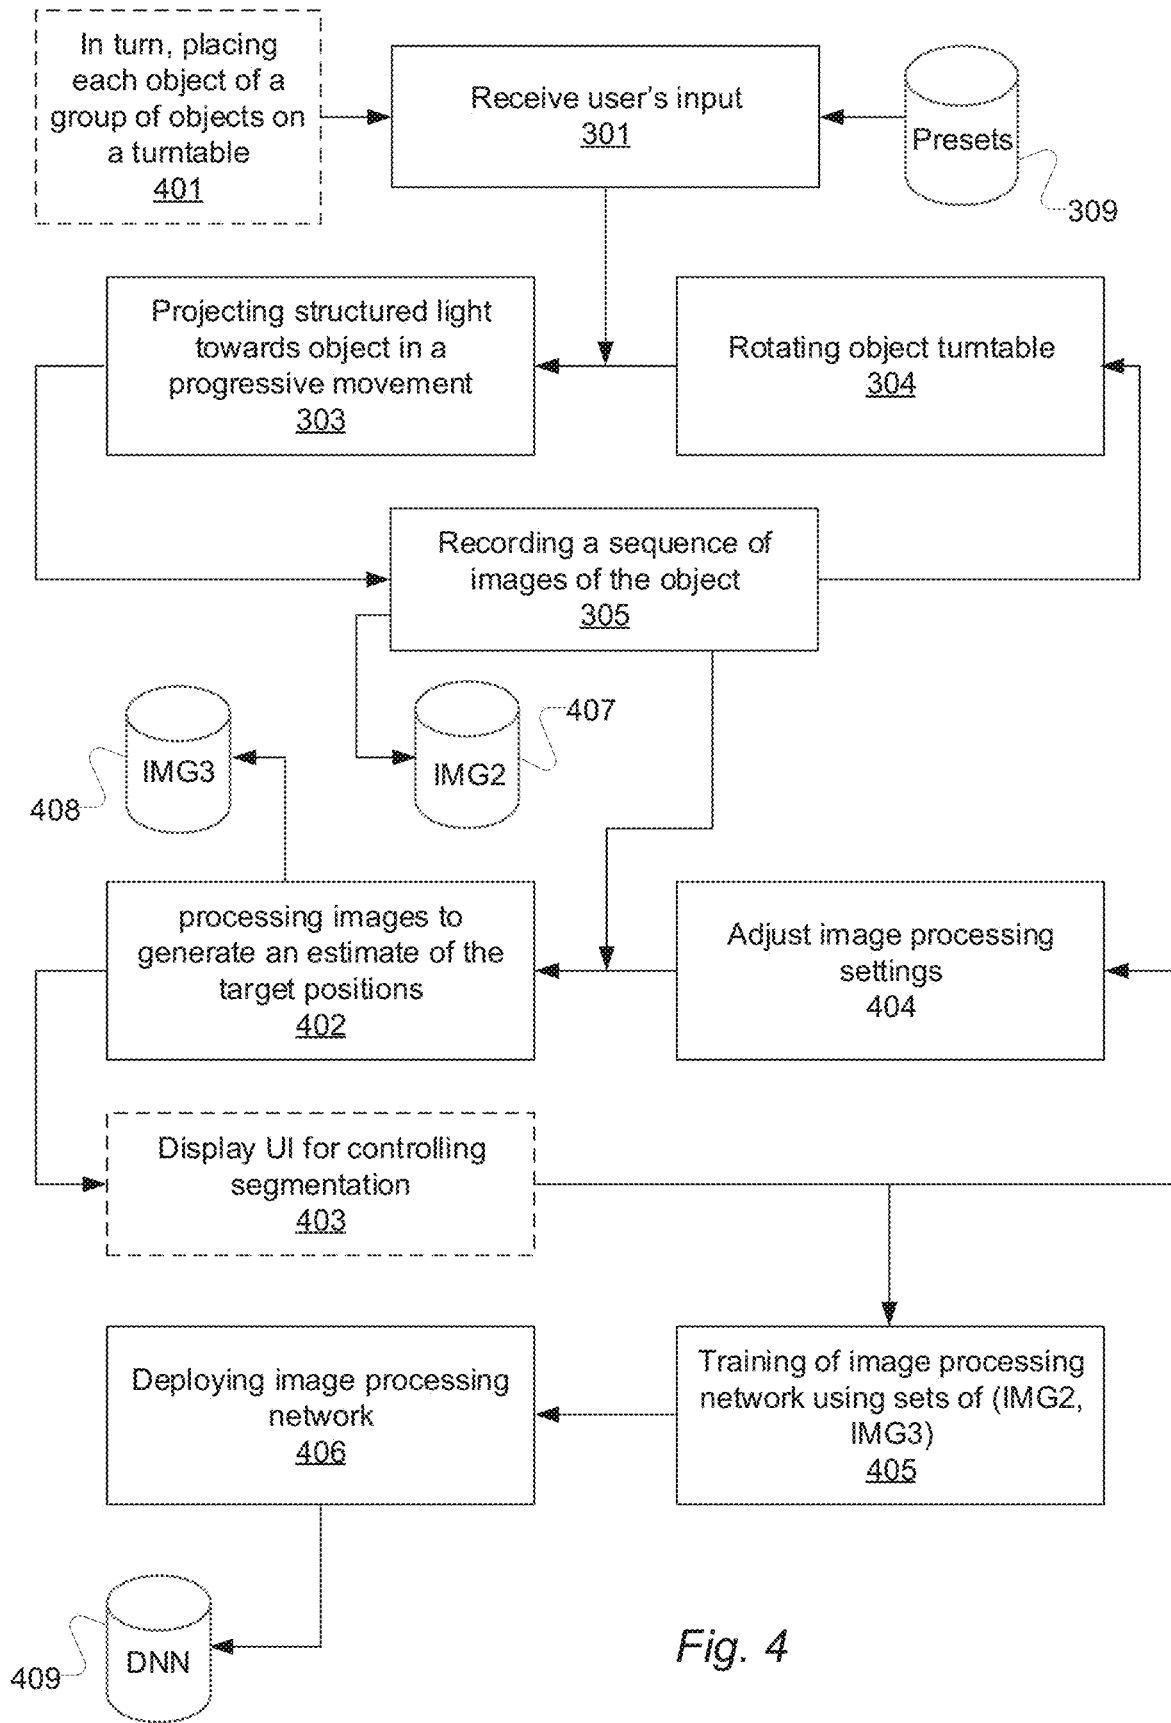 In turn, placing
each object of a
group of objects on
a turntable
401
Receive user's input
301
Presets
309
Projecting structured light
towards object in a
progressive movement
303
Rotating object turntable
304
Recording a sequence of
images of the object
305
IMG3
408
IMG2
407
processing images to
generate an estimate of the
target positions
402
Adjust image processing
settings
404
Display UI for controlling
segmentation
403
Deploying image processing
network
406
Training of image processing
network using sets of (IMG2,
IMG3)
405
DNN
409
Fig. 4